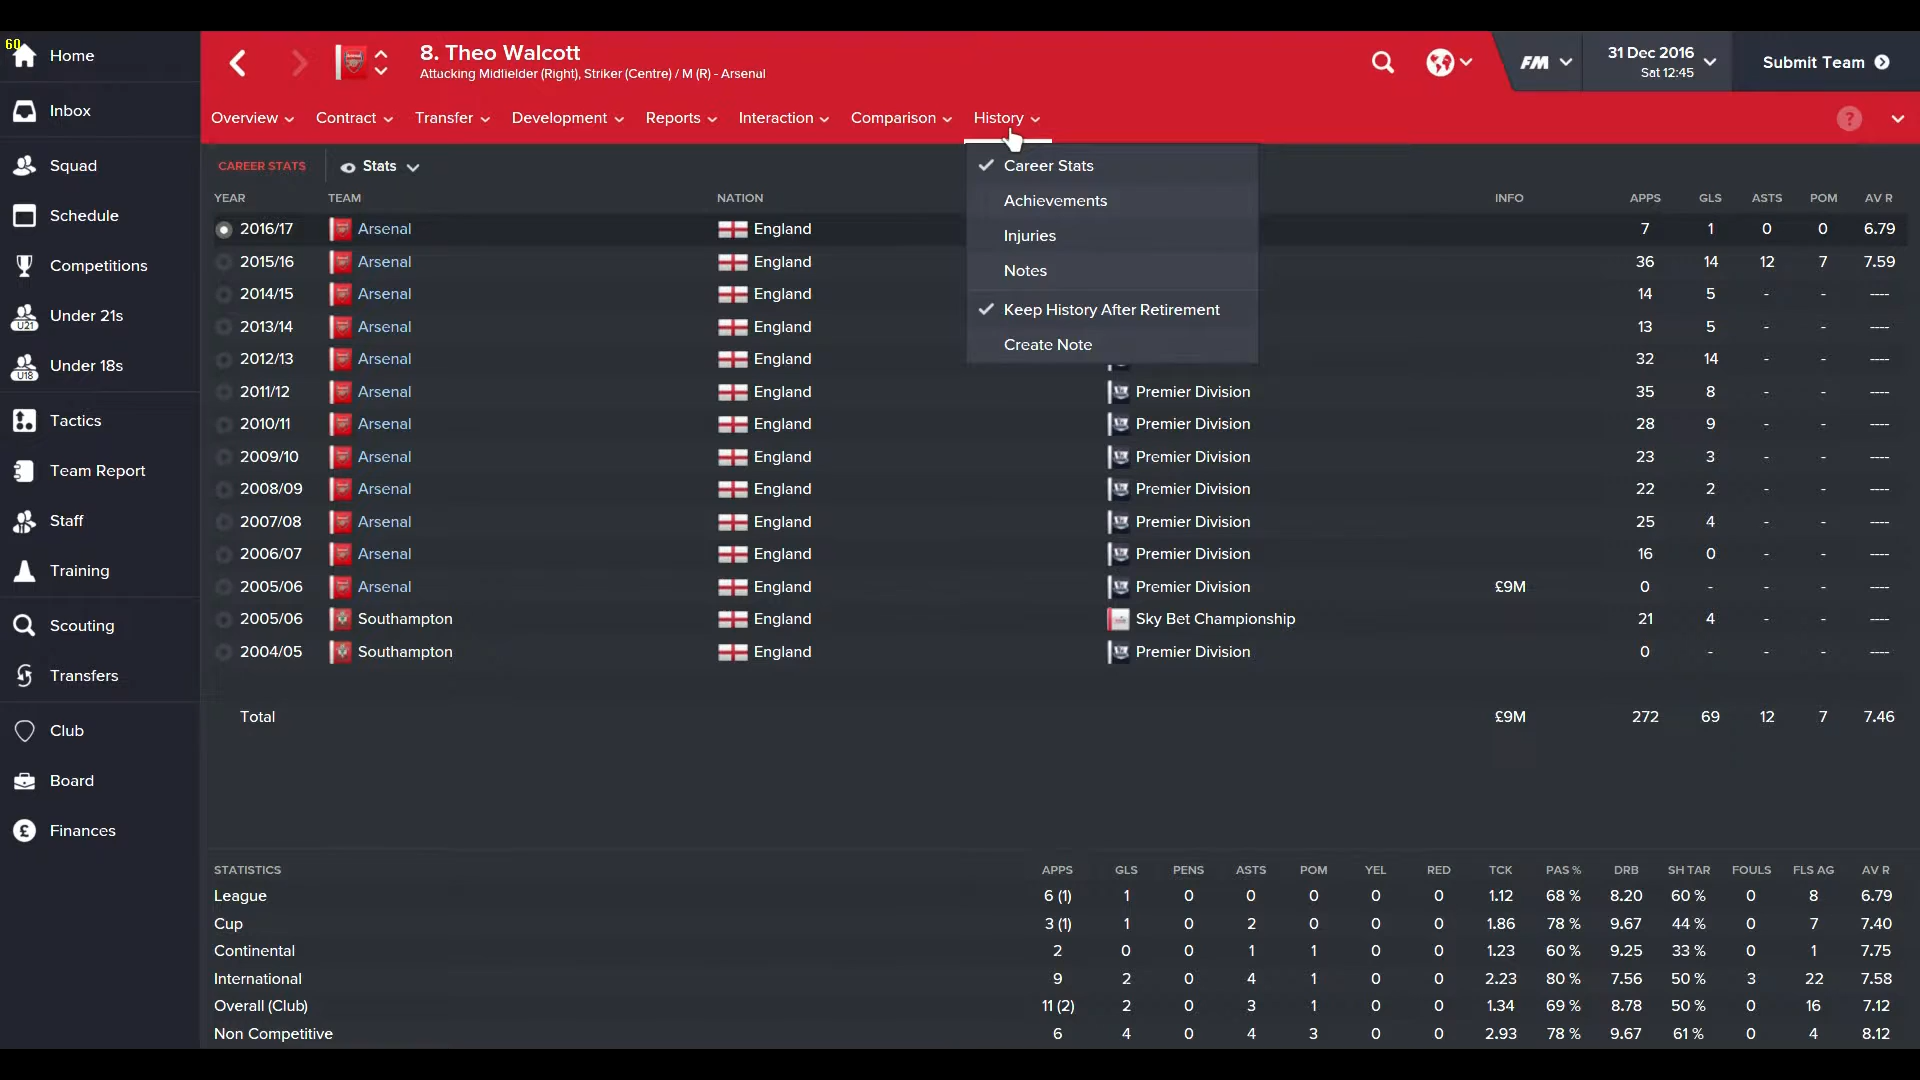 60
Home
Inbox
Squad
Schedule
Competitions
U21 Under 21s
U18 Under 18s
Tactics
Team Report
Staff
Training
Scouting
Transfers
Club
Board
£ Finances
8. Theo Walcott
Attacking Midfielder (Right), Striker (Centre) / M (R) - Arsenal
FM
31 Dec 2016
Sat 12:45
Submit Team
Overview Contract Transfer Development Reports Interaction Comparison History ?
CAREER STATS Stats
Career Stats
Achievements
Injuries
Notes
Keep History After Retirement
Create Note
YEAR TEAM NATION INFO APPS GLS ASTS POM AV R
2016/17 Arsenal England 7 1 0 0 6.79
2015/16 Arsenal England 36 14 12 7 7.59
2014/15 Arsenal England 14 5 - - ----
2013/14 Arsenal England 13 5 - - ----
2012/13 Arsenal England 32 14 - - ----
2011/12 Arsenal England Premier Division 35 8 - - ----
2010/11 Arsenal England Premier Division 28 9 - - ----
2009/10 Arsenal England Premier Division 23 3 - - ----
2008/09 Arsenal England Premier Division 22 2 - - ----
2007/08 Arsenal England Premier Division 25 4 - - ----
2006/07 Arsenal England Premier Division 16 0 - - ----
2005/06 Arsenal England Premier Division £9M 0 - - - ----
2005/06 Southampton England Sky Bet Championship 21 4 - - ----
2004/05 Southampton England Premier Division 0 - - - ----
Total £9M 272 69 12 7 7.46
STATISTICS APPS GLS PENS ASTS POM YEL RED TCK PAS % DRB SH TAR FOULS FLS AG AV R
League 6 (1) 1 0 0 0 0 0 1.12 68 % 8.20 60 % 0 8 6.79
Cup 3 (1) 1 0 2 0 0 0 1.86 78 % 9.67 44 % 0 7 7.40
Continental 2 0 0 1 1 0 0 1.23 60 % 9.25 33 % 0 1 7.75
International 9 2 0 4 1 0 0 2.23 80 % 7.56 50 % 3 22 7.58
Overall (Club) 11 (2) 2 0 3 1 0 0 1.34 69 % 8.78 50 % 0 16 7.12
Non Competitive 6 4 0 4 3 0 0 2.93 78 % 9.67 61 % 0 4 8.12